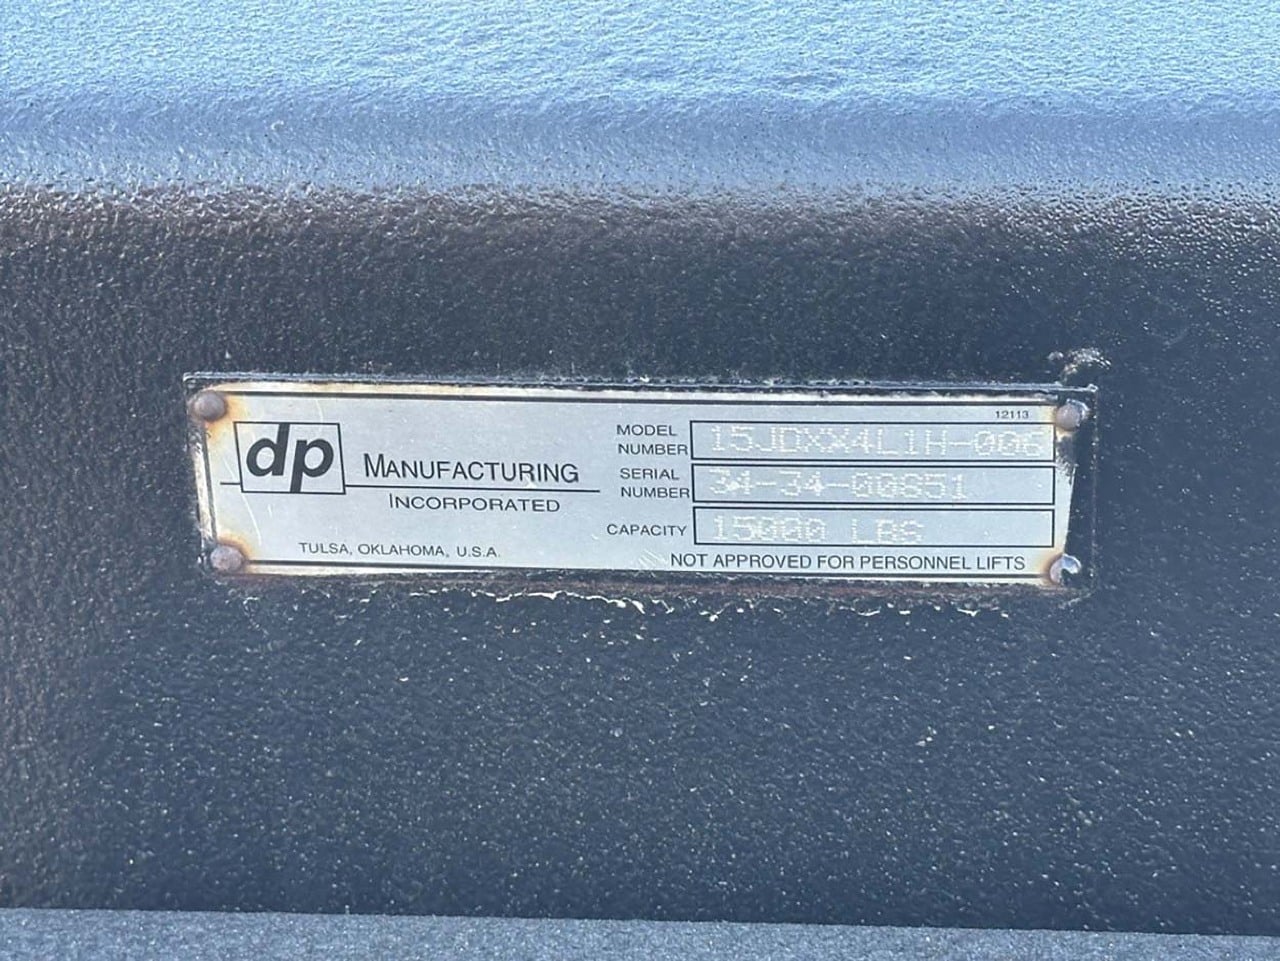 12113
dp
MANUFACTURING
INCORPORATED
TULSA, OKLAHOMA, U.S.A.
MODEL NUMBER 15JDXX4L1H-006
SERIAL NUMBER 34-34-00851
CAPACITY 15000 LBS
NOT APPROVED FOR PERSONNEL LIFTS